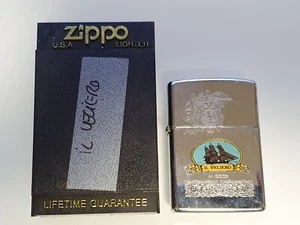 zippo
U.S.A. LIGHTER
IL VELIERO
LIFETIME GUARANTEE
IL VELIERO